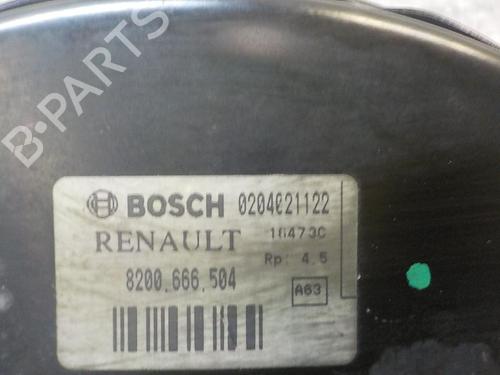 B-PARTS
BOSCH 0204021122
RENAULT 16473C
Rp: 4.5
8200.666.504
A63